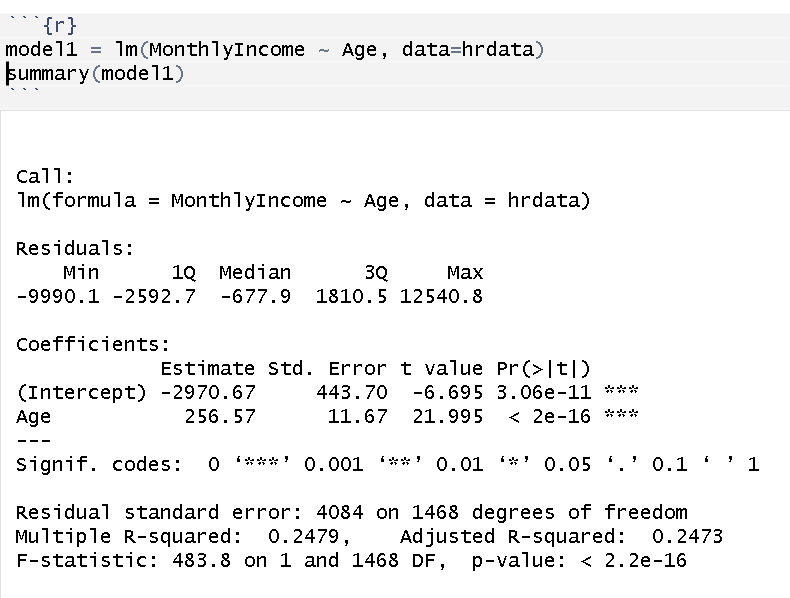 ```{r}
model1 = lm(MonthlyIncome ~ Age, data=hrdata)
summary(model1)
```
Call:
lm(formula = MonthlyIncome ~ Age, data = hrdata)
Residuals:
    Min      1Q  Median      3Q     Max
-9990.1 -2592.7  -677.9  1810.5 12540.8
Coefficients:
            Estimate Std. Error t value Pr(>|t|)
(Intercept) -2970.67     443.70  -6.695 3.06e-11 ***
Age           256.57      11.67  21.995  < 2e-16 ***
---
Signif. codes:  0 ‘***’ 0.001 ‘**’ 0.01 ‘*’ 0.05 ‘.’ 0.1 ‘ ’ 1
Residual standard error: 4084 on 1468 degrees of freedom
Multiple R-squared:  0.2479,    Adjusted R-squared:  0.2473
F-statistic: 483.8 on 1 and 1468 DF,  p-value: < 2.2e-16